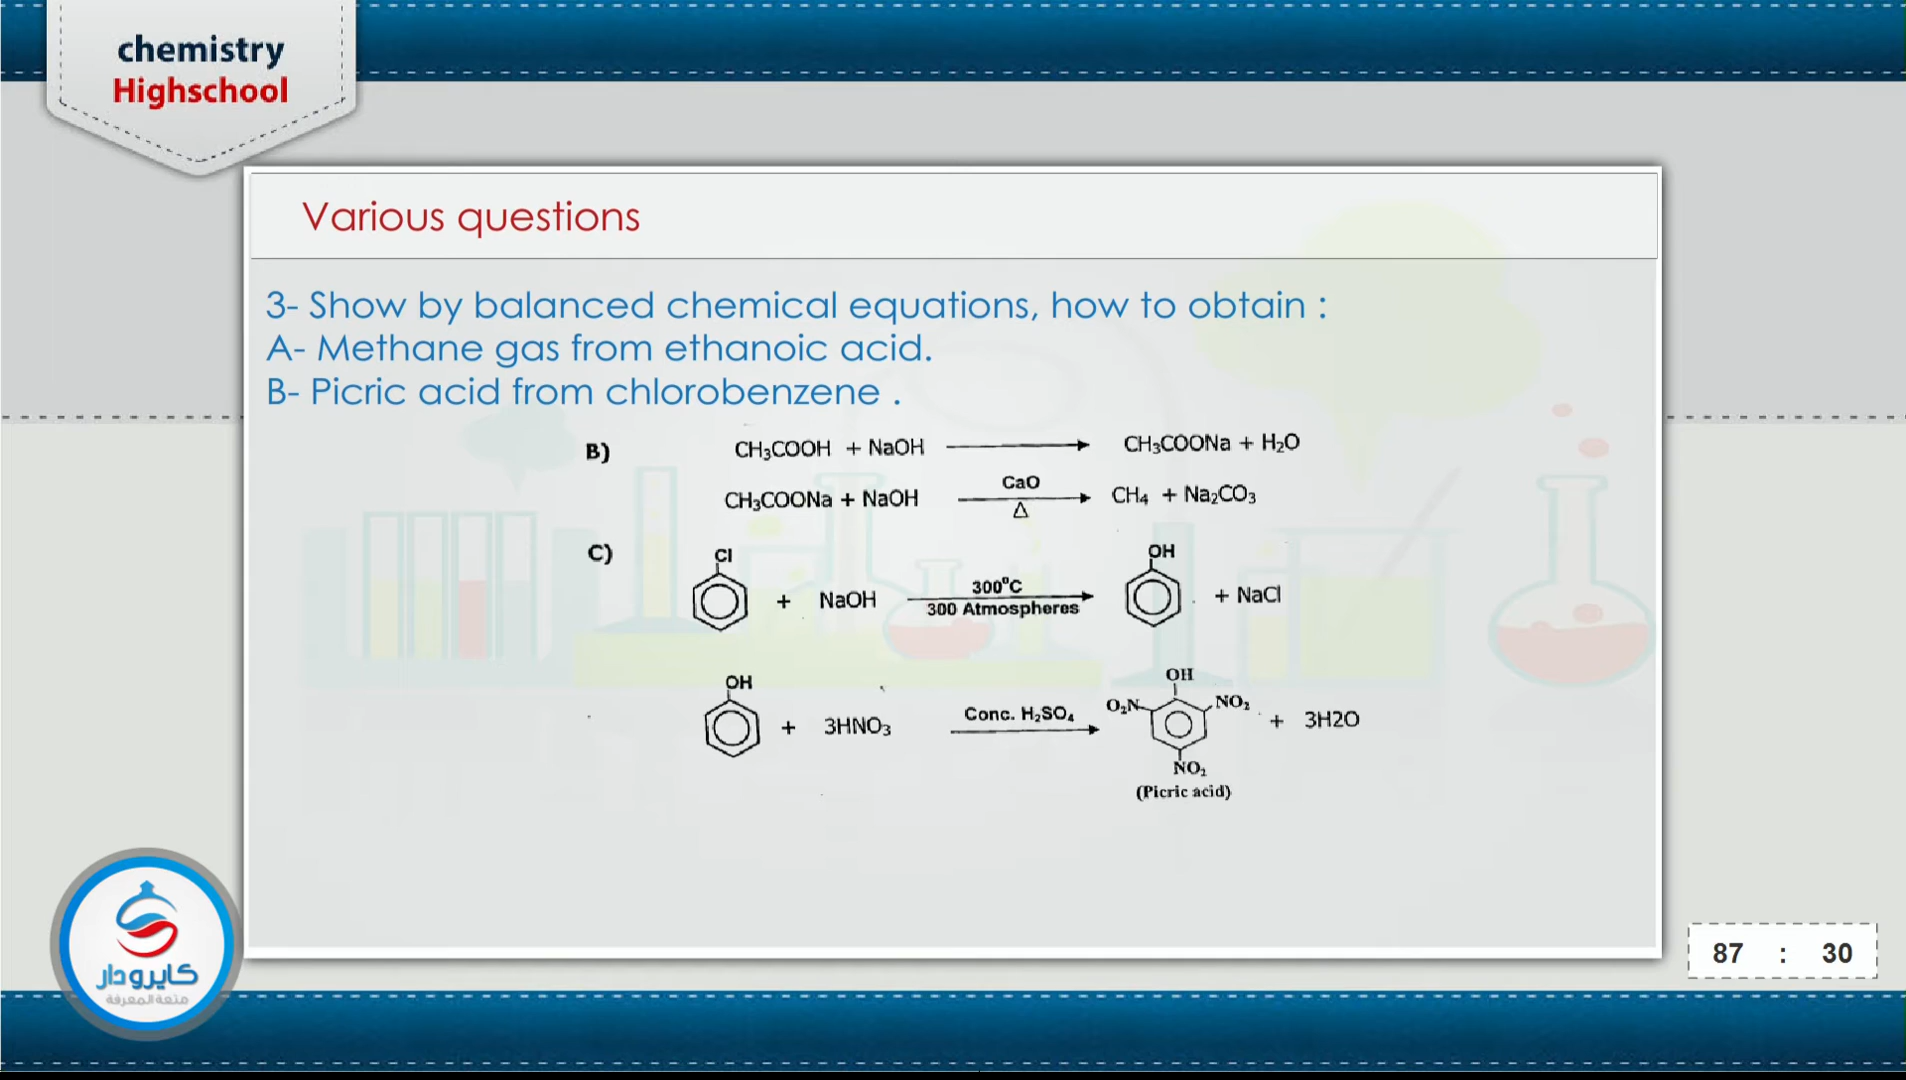 chemistry
Highschool
Various questions
3- Show by balanced chemical equations, how to obtain :
A- Methane gas from ethanoic acid.
B- Picric acid from chlorobenzene .
B) CH₃COOH + NaOH ⟶ CH₃COONa + H₂O
CaO
CH₃COONa + NaOH ⟶ CH₄ + Na₂CO₃
Δ
C) Cl OH
300°C
+ NaOH ⟶ + NaCl
300 Atmospheres
OH OH
Conc. H₂SO₄ O₂N NO₂
+ 3HNO₃ ⟶ + 3H2O
NO₂
(Picric acid)
كايرودار
متعة المعرفة
87 : 30